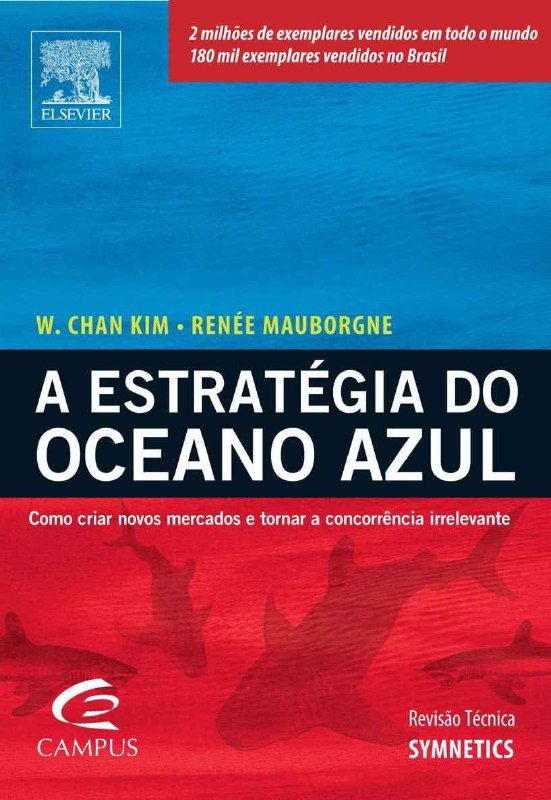 2 milhões de exemplares vendidos em todo o mundo
180 mil exemplares vendidos no Brasil
ELSEVIER
W. CHAN KIM • RENÉE MAUBORGNE
A ESTRATÉGIA DO
OCEANO AZUL
Como criar novos mercados e tornar a concorrência irrelevante
CAMPUS
Revisão Técnica
SYMNETICS